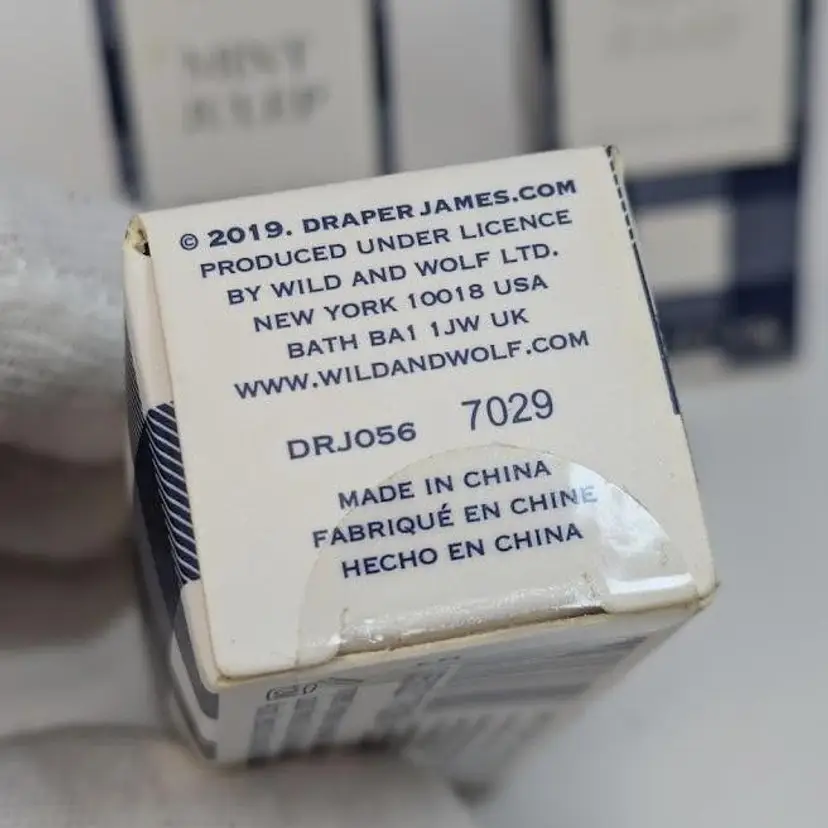 MINT
JULEP
© 2019. DRAPER JAMES.COM
PRODUCED UNDER LICENCE
BY WILD AND WOLF LTD.
NEW YORK 10018 USA
BATH BA1 1JW UK
WWW.WILDANDWOLF.COM
DRJ056 7029
MADE IN CHINA
FABRIQUÉ EN CHINE
HECHO EN CHINA